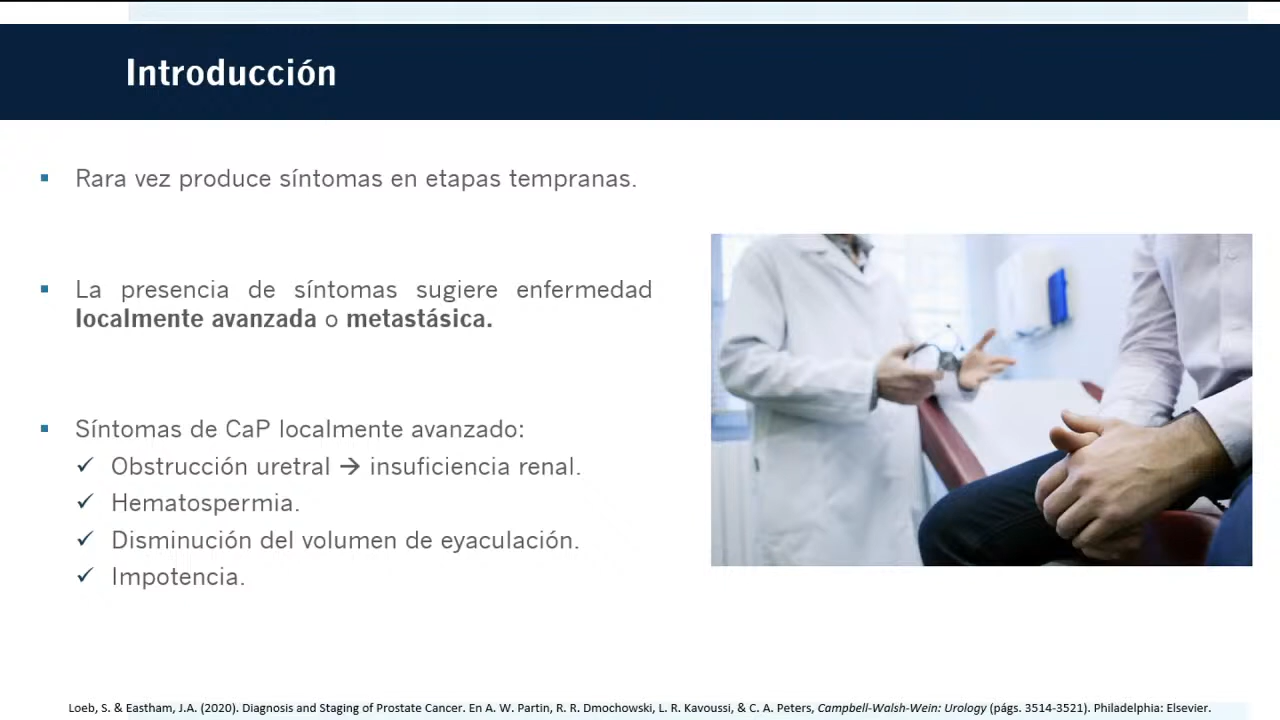 Introducción
▪ Rara vez produce síntomas en etapas tempranas.
▪ La presencia de síntomas sugiere enfermedad
localmente avanzada o metastásica.
▪ Síntomas de CaP localmente avanzado:
✓ Obstrucción uretral → insuficiencia renal.
✓ Hematospermia.
✓ Disminución del volumen de eyaculación.
✓ Impotencia.
Loeb, S. & Eastham, J.A. (2020). Diagnosis and Staging of Prostate Cancer. En A. W. Partin, R. R. Dmochowski, L. R. Kavoussi, & C. A. Peters, Campbell-Walsh-Wein: Urology (págs. 3514-3521). Philadelphia: Elsevier.